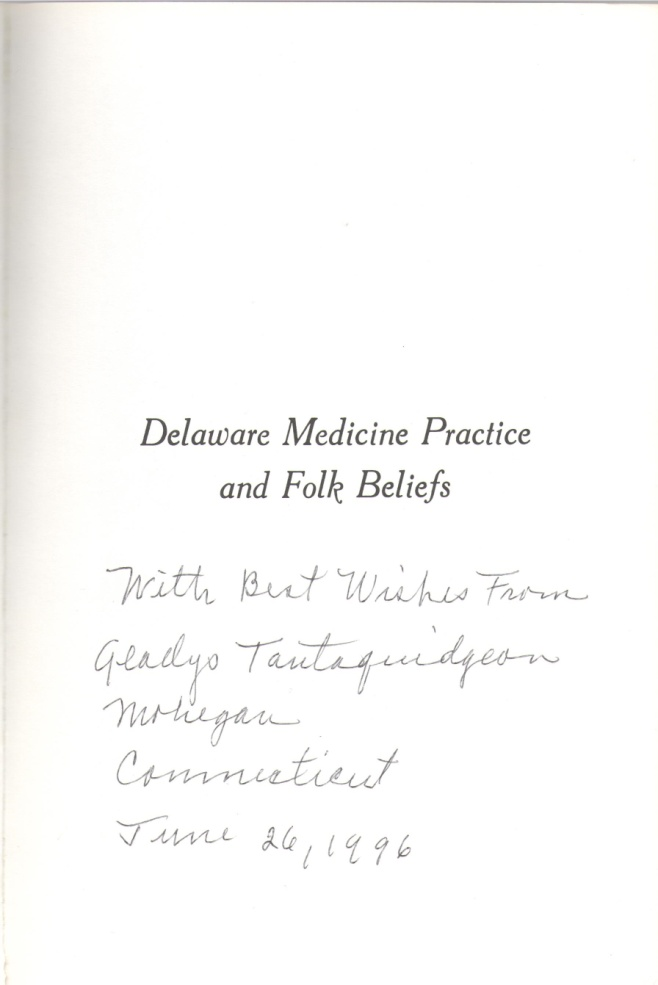 Delaware Medicine Practice
and Folk Beliefs
With Best Wishes From
Gladys Tantaquidgeon
Mohegan
Connecticut
June 26, 1996